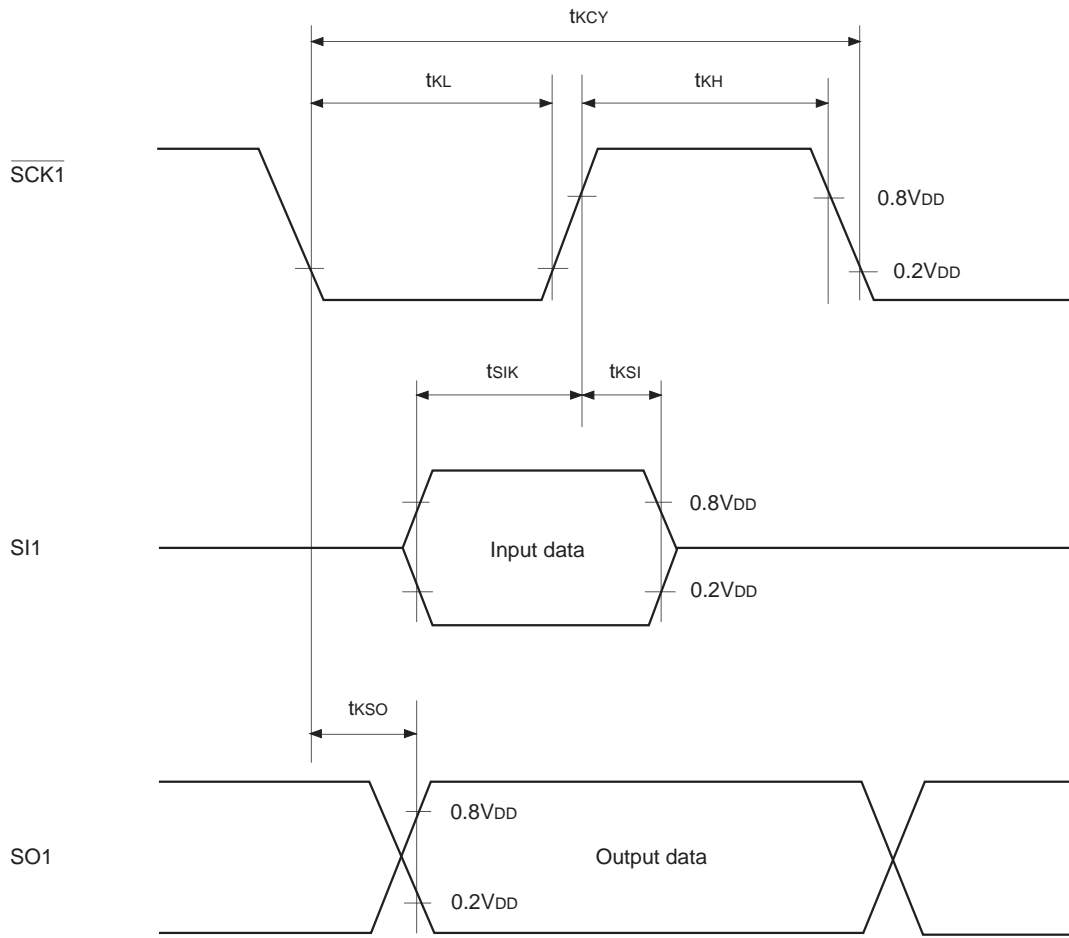 tKCY
tKL
tKH
SCK1
0.8VDD
0.2VDD
tSIK
tKSI
0.8VDD
SI1
Input data
0.2VDD
tKSO
0.8VDD
SO1
Output data
0.2VDD